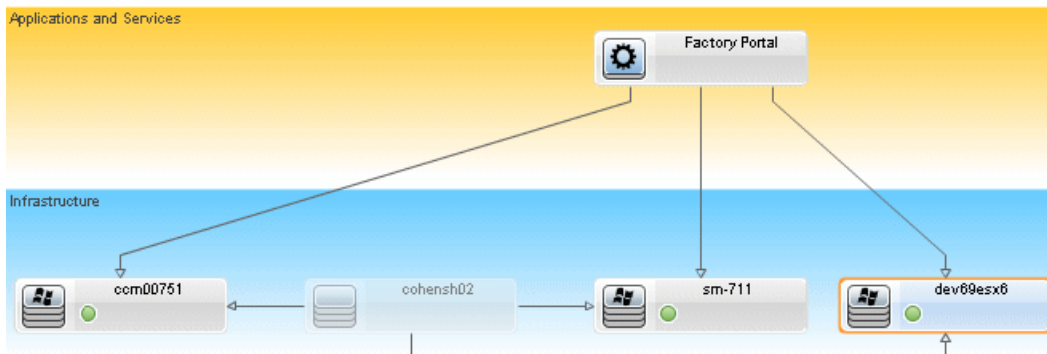 Applications and Services
Factory Portal
Infrastructure
ccm00751
cohensh02
sm-711
dev69esx6